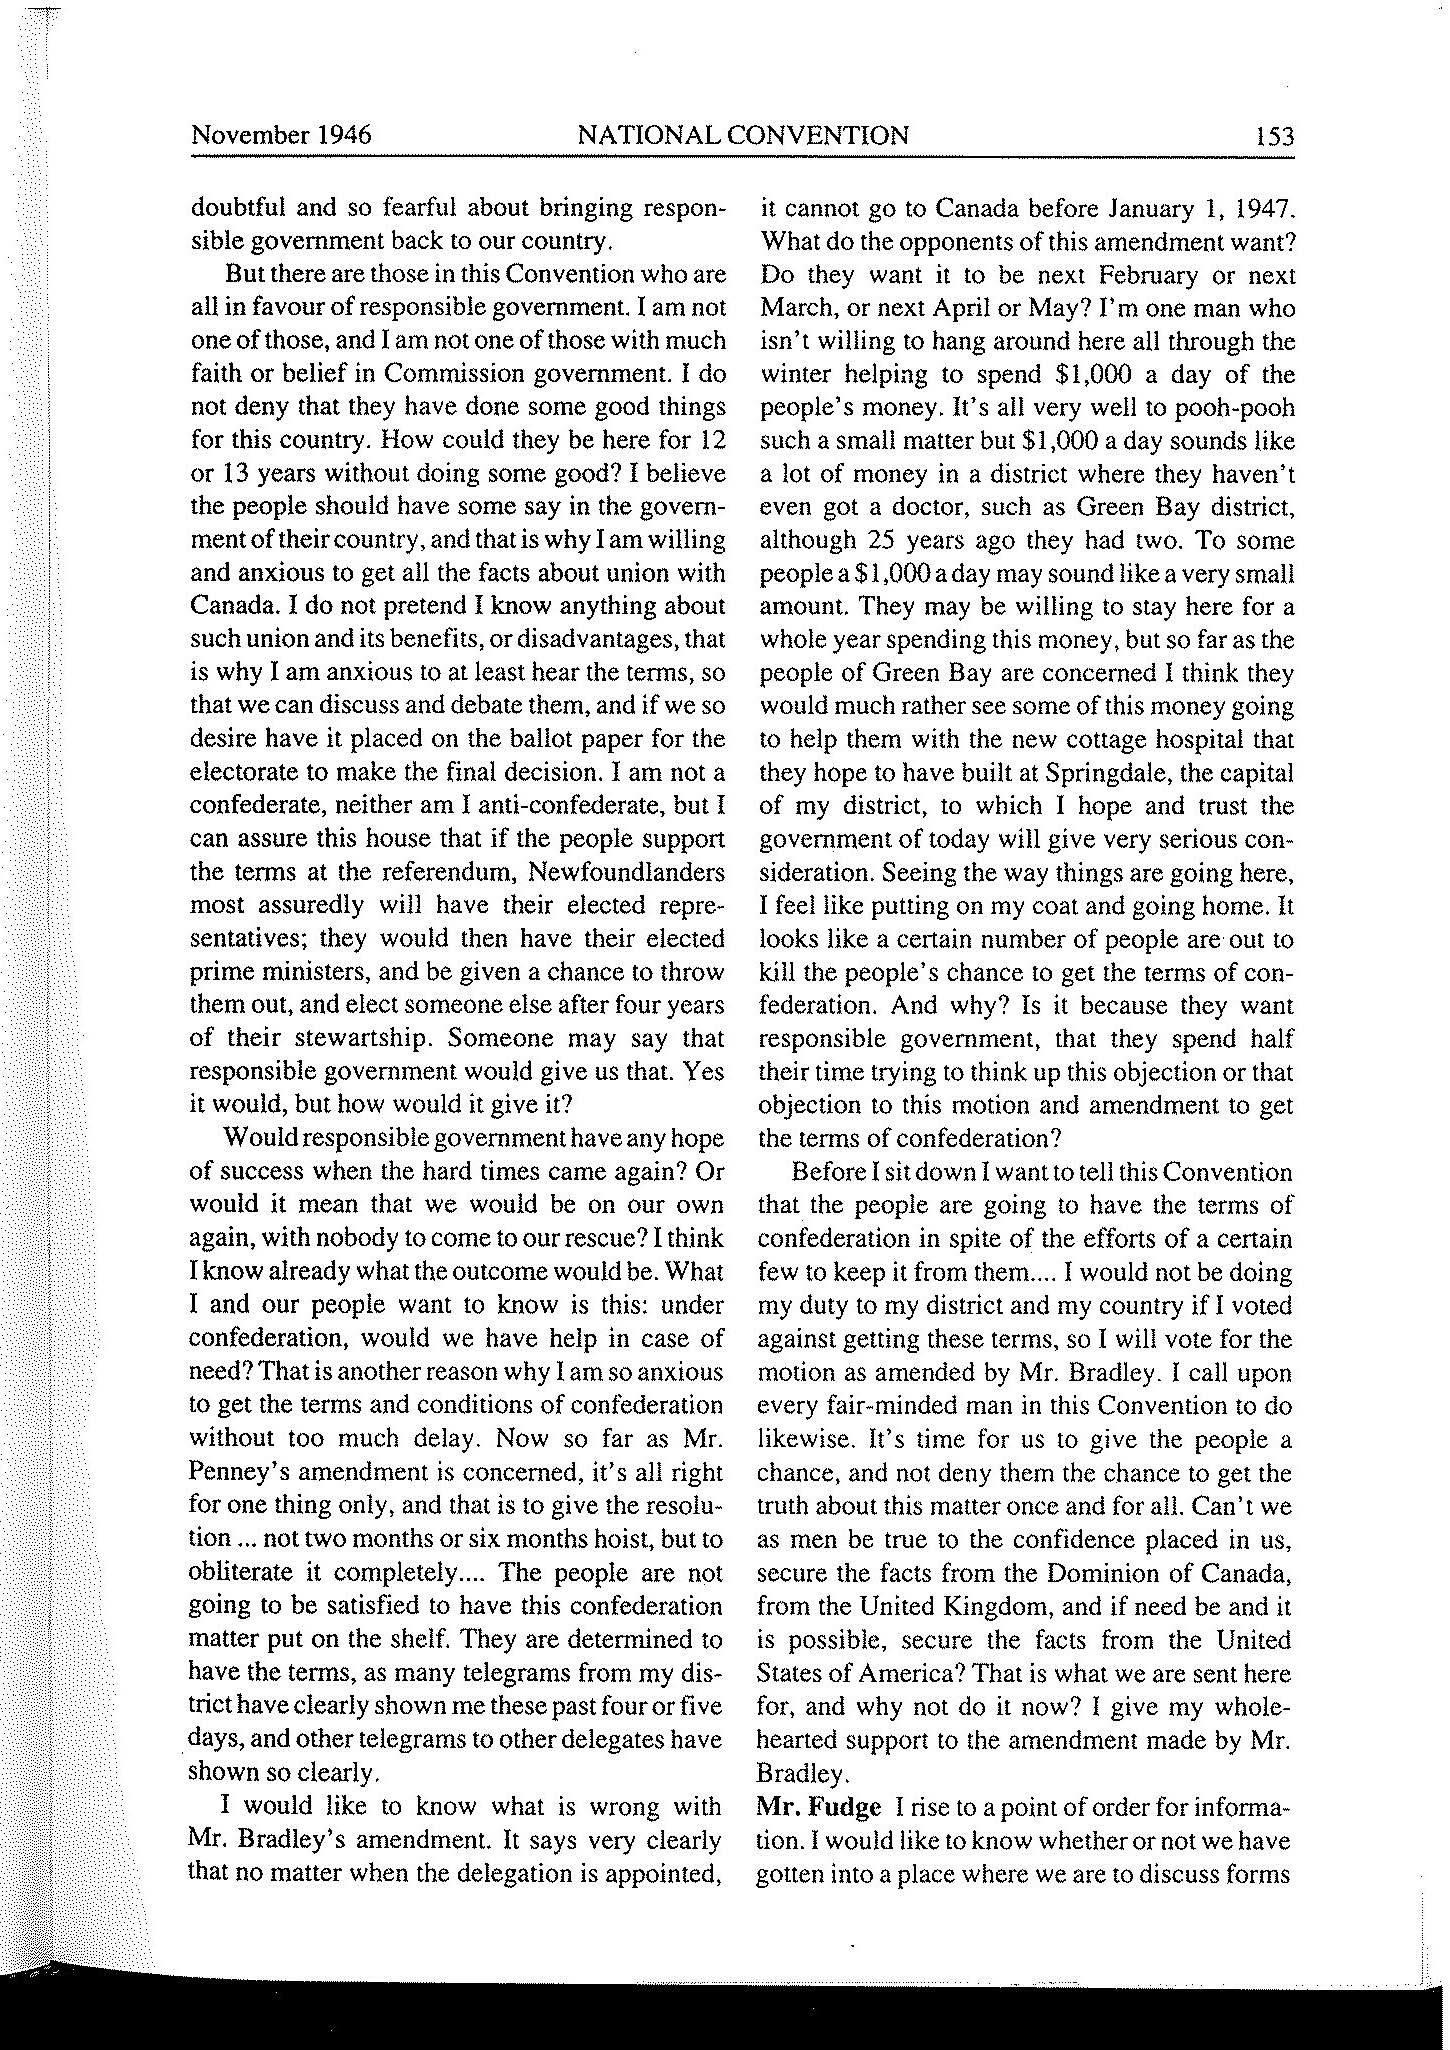 November 1946 NATIONAL CONVENTION 153
doubtful and so fearful about bringing respon-
sible government back to our country.
But there are those in this Convention who are
all in favour of responsible government. I am not
one of those, and I am not one of those with much
faith or belief in Commission government. I do
not deny that they have done some good things
for this country. How could they be here for 12
or 13 years without doing some good? I believe
the people should have some say in the govern-
ment of their country, and that is why I am willing
and anxious to get all the facts about union with
Canada. I do not pretend I know anything about
such union and its benefits, or disadvantages, that
is why I am anxious to at least hear the terms, so
that we can discuss and debate them, and if we so
desire have it placed on the ballot paper for the
electorate to make the final decision. I am not a
confederate, neither am I anti-confederate, but I
can assure this house that if the people support
the terms at the referendum, Newfoundlanders
most assuredly will have their elected repre-
sentatives; they would then have their elected
prime ministers, and be given a chance to throw
them out, and elect someone else after four years
of their stewartship. Someone may say that
responsible government would give us that. Yes
it would, but how would it give it?
Would responsible government have any hope
of success when the hard times came again? Or
would it mean that we would be on our own
again, with nobody to come to our rescue? I think
I know already what the outcome would be. What
I and our people want to know is this: under
confederation, would we have help in case of
need? That is another reason why I am so anxious
to get the terms and conditions of confederation
without too much delay. Now so far as Mr.
Penney's amendment is concerned, it's all right
for one thing only, and that is to give the resolu-
tion ... not two months or six months hoist, but to
obliterate it completely.... The people are not
going to be satisfied to have this confederation
matter put on the shelf. They are determined to
have the terms, as many telegrams from my dis-
trict have clearly shown me these past four or five
days, and other telegrams to other delegates have
shown so clearly.
I would like to know what is wrong with
Mr. Bradley's amendment. It says very clearly
that no matter when the delegation is appointed,
it cannot go to Canada before January 1, 1947.
What do the opponents of this amendment want?
Do they want it to be next February or next
March, or next April or May? I'm one man who
isn't willing to hang around here all through the
winter helping to spend $1,000 a day of the
people's money. It's all very well to pooh-pooh
such a small matter but $1,000 a day sounds like
a lot of money in a district where they haven't
even got a doctor, such as Green Bay district,
although 25 years ago they had two. To some
people a $1,000 a day may sound like a very small
amount. They may be willing to stay here for a
whole year spending this money, but so far as the
people of Green Bay are concerned I think they
would much rather see some of this money going
to help them with the new cottage hospital that
they hope to have built at Springdale, the capital
of my district, to which I hope and trust the
government of today will give very serious con-
sideration. Seeing the way things are going here,
I feel like putting on my coat and going home. It
looks like a certain number of people are out to
kill the people's chance to get the terms of con-
federation. And why? Is it because they want
responsible government, that they spend half
their time trying to think up this objection or that
objection to this motion and amendment to get
the terms of confederation?
Before I sit down I want to tell this Convention
that the people are going to have the terms of
confederation in spite of the efforts of a certain
few to keep it from them.... I would not be doing
my duty to my district and my country if I voted
against getting these terms, so I will vote for the
motion as amended by Mr. Bradley. I call upon
every fair-minded man in this Convention to do
likewise. It's time for us to give the people a
chance, and not deny them the chance to get the
truth about this matter once and for all. Can't we
as men be true to the confidence placed in us,
secure the facts from the Dominion of Canada,
from the United Kingdom, and if need be and it
is possible, secure the facts from the United
States of America? That is what we are sent here
for, and why not do it now? I give my whole-
hearted support to the amendment made by Mr.
Bradley.
Mr. Fudge I rise to a point of order for informa-
tion. I would like to know whether or not we have
gotten into a place where we are to discuss forms